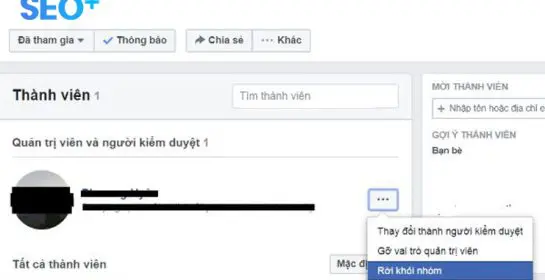 SEO+
Đã tham gia Thông báo Chia sẻ ... Khác
Thành viên 1
Tìm thành viên
MỜI THÀNH VIÊN
+ Nhập tên hoặc địa chỉ e
Quản trị viên và người kiểm duyệt 1
GỢI Ý THÀNH VIÊN
Bạn bè
...
Thay đổi thành người kiểm duyệt
Gỡ vai trò quản trị viên
Rời khỏi nhóm
Tất cả thành viên
Mặc đị